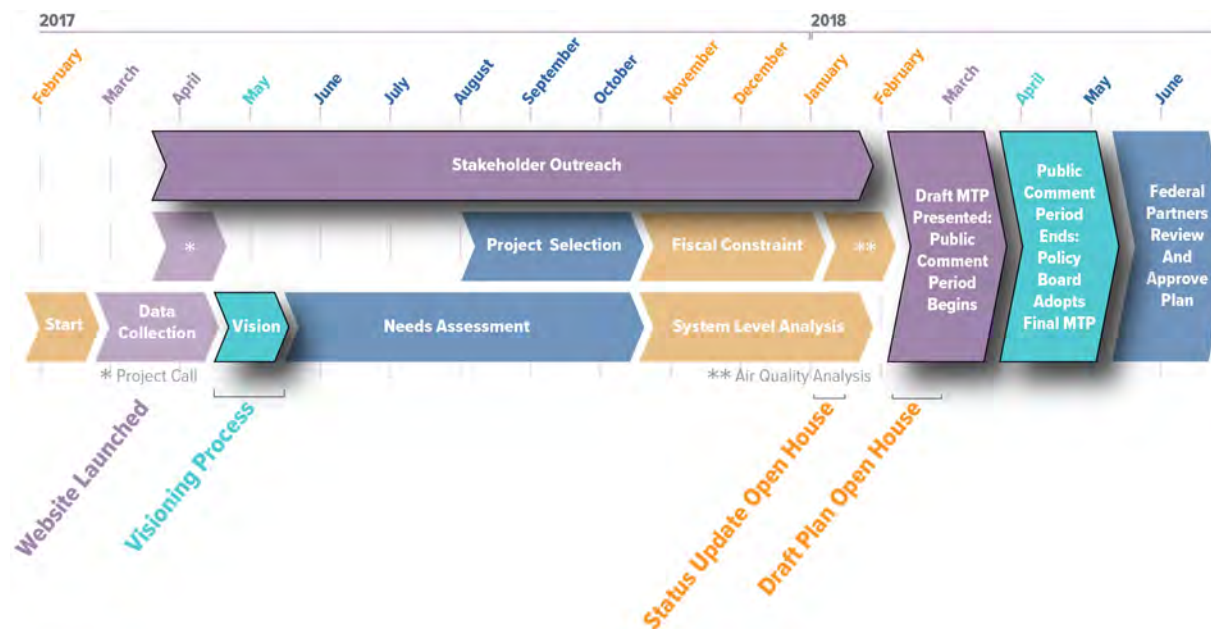 2017
2018
February
March
April
May
June
July
August
September
October
November
December
January
February
March
April
May
June
Stakeholder Outreach
*
Project Selection
Fiscal Constraint
**
Draft MTP
Presented:
Public
Comment
Period
Begins
Public
Comment
Period
Ends:
Policy
Board
Adopts
Final MTP
Federal
Partners
Review
And
Approve
Plan
Start
Data
Collection
Vision
Needs Assessment
System Level Analysis
* Project Call
** Air Quality Analysis
Website Launched
Visioning Process
Status Update Open House
Draft Plan Open House